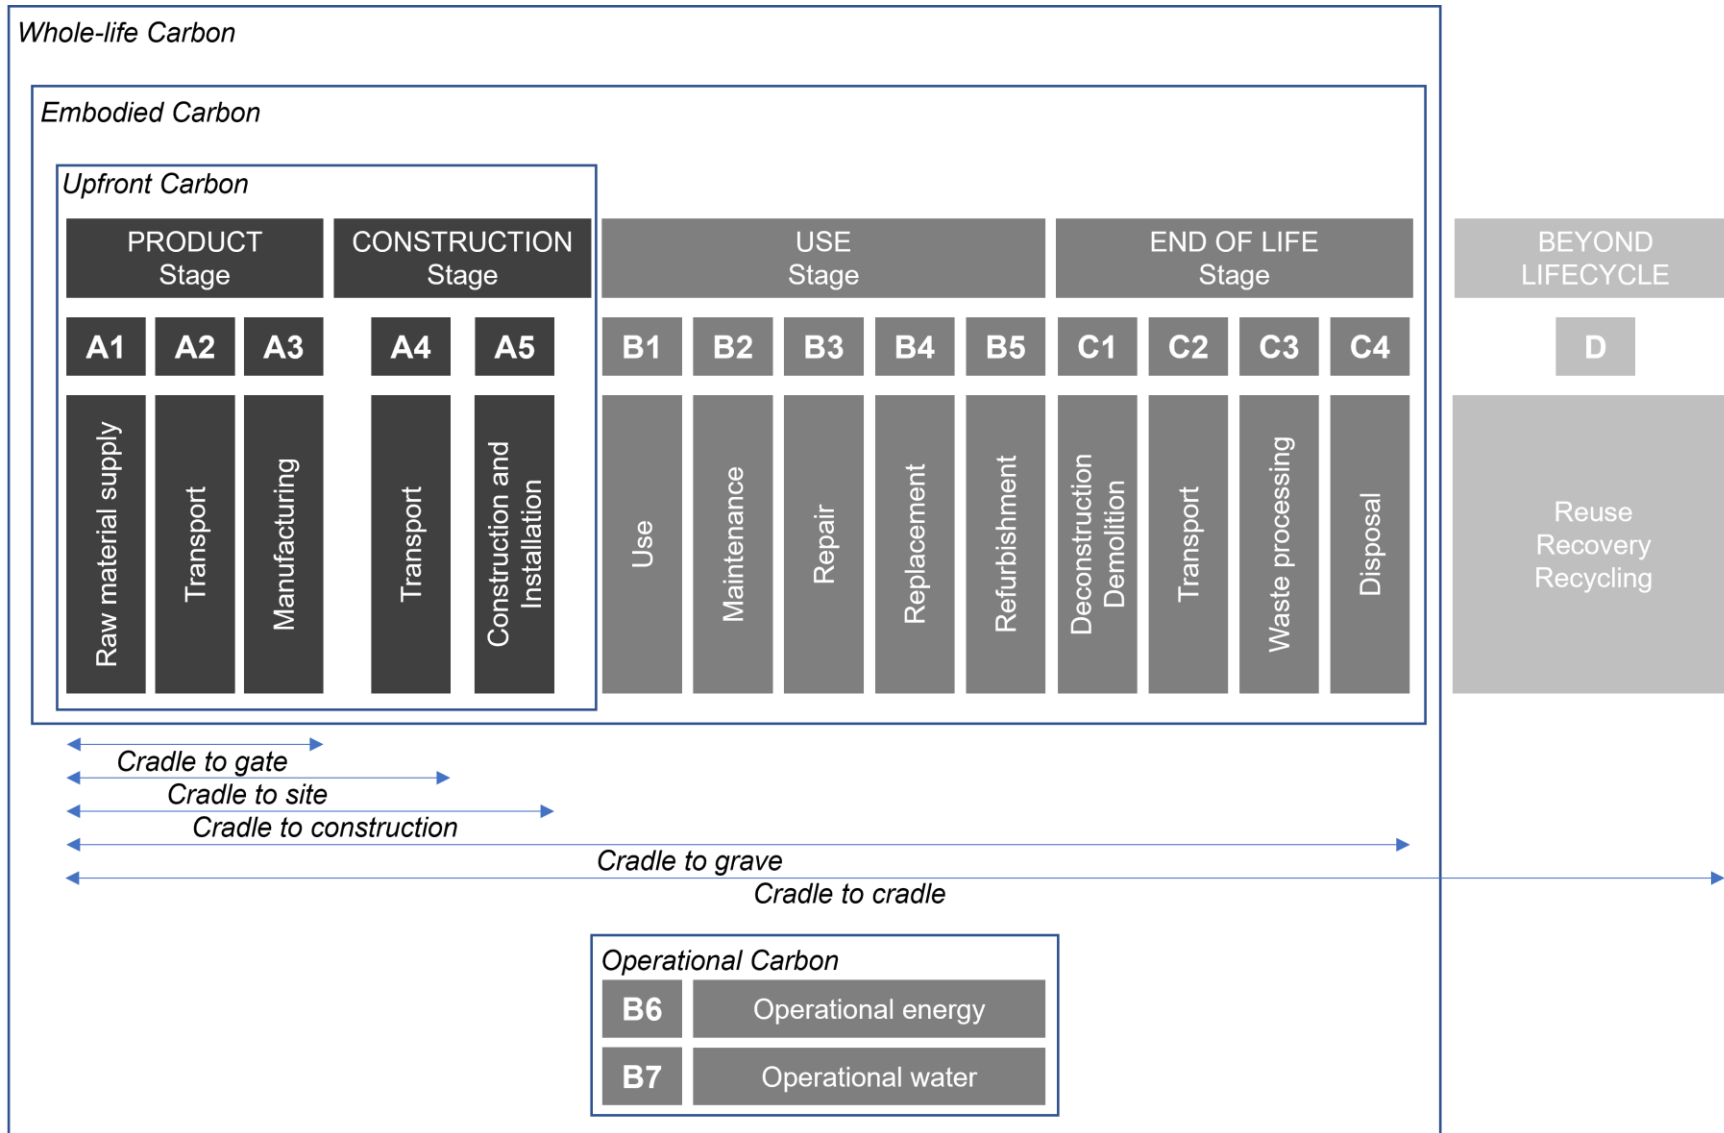 Whole-life Carbon
Embodied Carbon
Upfront Carbon
PRODUCT
Stage
CONSTRUCTION
Stage
USE
Stage
END OF LIFE
Stage
BEYOND
LIFECYCLE
A1
A2
A3
A4
A5
B1
B2
B3
B4
B5
C1
C2
C3
C4
D
Raw material supply
Transport
Manufacturing
Transport
Construction and
Installation
Use
Maintenance
Repair
Replacement
Refurbishment
Deconstruction
Demolition
Transport
Waste processing
Disposal
Reuse
Recovery
Recycling
Cradle to gate
Cradle to site
Cradle to construction
Cradle to grave
Cradle to cradle
Operational Carbon
B6
Operational energy
B7
Operational water